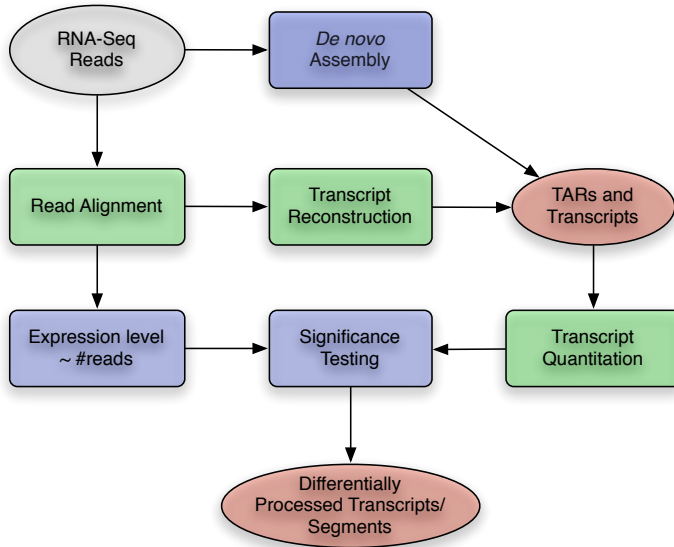 RNA-Seq
Reads
De novo
Assembly
Read Alignment
Transcript
Reconstruction
TARs and
Transcripts
Expression level
~ #reads
Significance
Testing
Transcript
Quantitation
Differentially
Processed Transcripts/
Segments